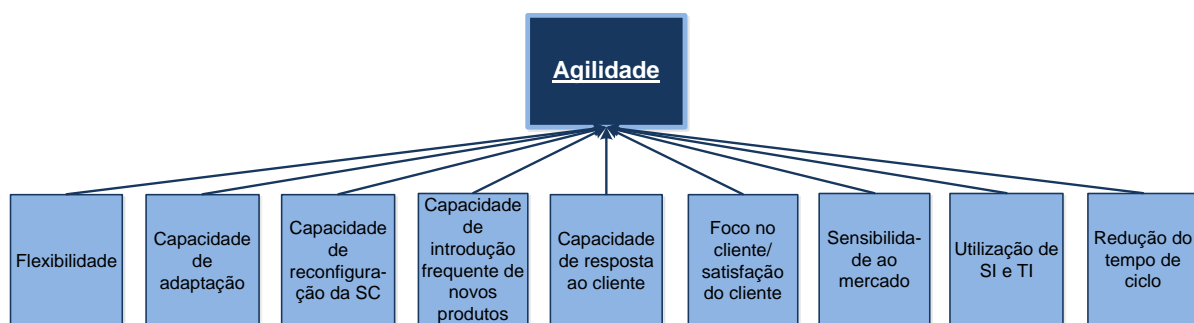 Agilidade
Flexibilidade
Capacidade
de
adaptação
Capacidade
de
reconfigura-
ção da SC
Capacidade
de
introdução
frequente de
novos
produtos
Capacidade
de resposta
ao cliente
Foco no
cliente/
satisfação
do cliente
Sensibilida-
de ao
mercado
Utilização de
SI e TI
Redução do
tempo de
ciclo